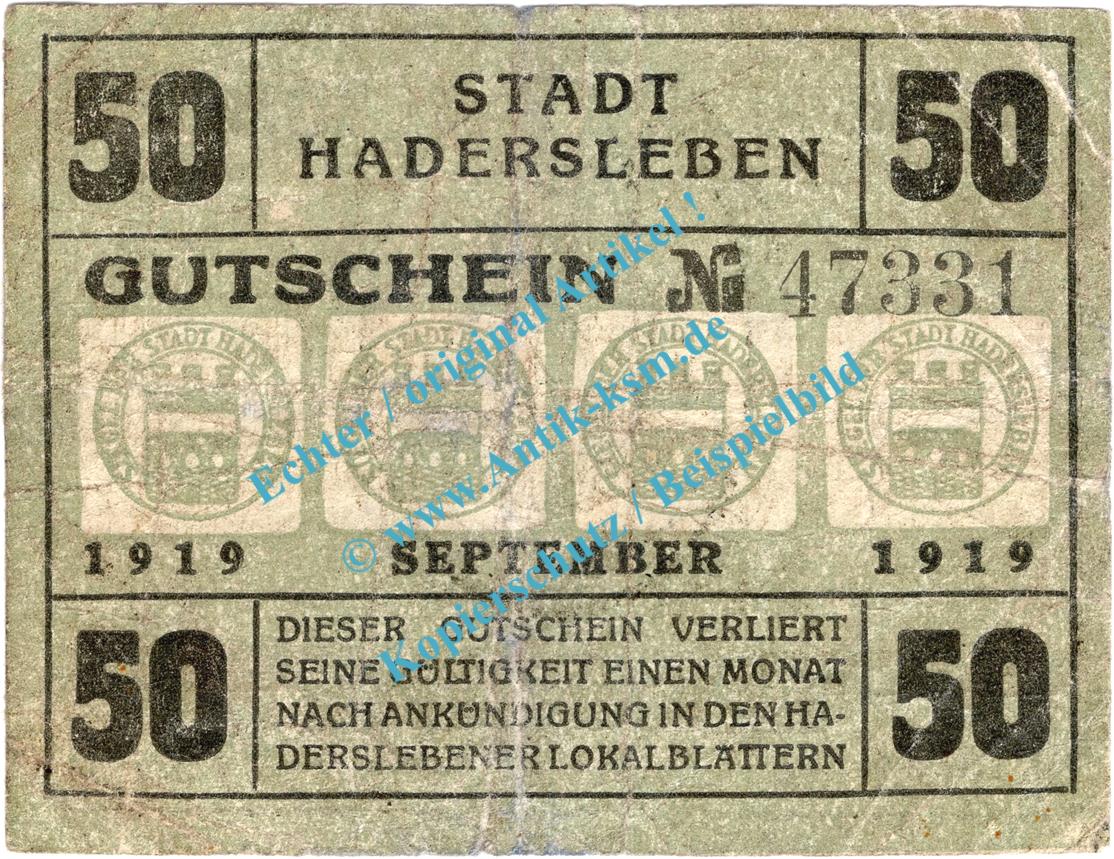 50 STADT 50
HADERSLEBEN
GUTSCHEIN № 47331
1919 SEPTEMBER 1919
50 DIESER GUTSCHEIN VERLIERT 50
SEINE GÜLTIGKEIT EINEN MONAT
NACH ANKÜNDIGUNG IN DEN HA-
DERSLEBENER LOKALBLÄTTERN
Echter / original Antikel !
© www.Antik-ksm.de
Kopierschutz / Beispielbild